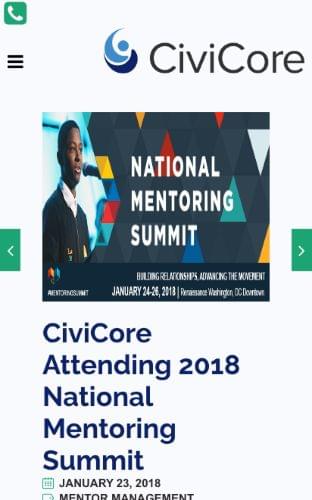 CiviCore
NATIONAL
MENTORING
SUMMIT
BUILDING RELATIONSHIPS, ADVANCING THE MOVEMENT
#MENTORINGSUMMIT
JANUARY 24-26, 2018 | Renaissance Washington, DC Downtown
CiviCore
Attending 2018
National
Mentoring
Summit
JANUARY 23, 2018
MENTOR MANAGEMENT